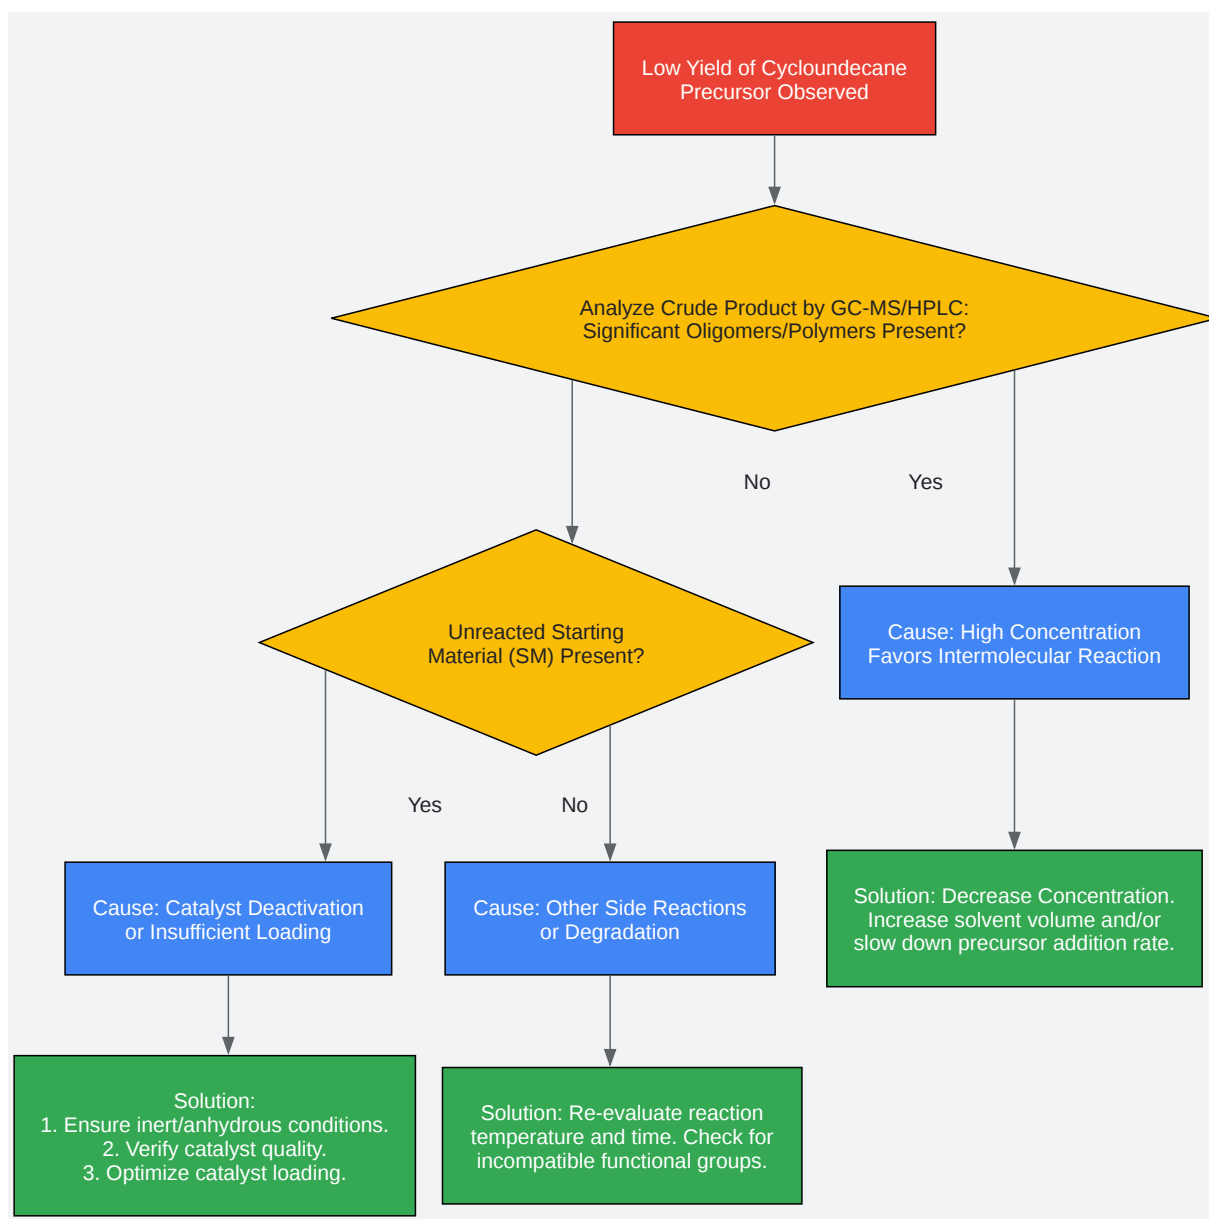 Low Yield of Cycloundecane
Precursor Observed
Analyze Crude Product by GC-MS/HPLC:
Significant Oligomers/Polymers Present?
No
Yes
Unreacted Starting
Material (SM) Present?
Cause: High Concentration
Favors Intermolecular Reaction
Yes
No
Cause: Catalyst Deactivation
or Insufficient Loading
Cause: Other Side Reactions
or Degradation
Solution: Decrease Concentration.
Increase solvent volume and/or
slow down precursor addition rate.
Solution:
1. Ensure inert/anhydrous conditions.
2. Verify catalyst quality.
3. Optimize catalyst loading.
Solution: Re-evaluate reaction
temperature and time. Check for
incompatible functional groups.